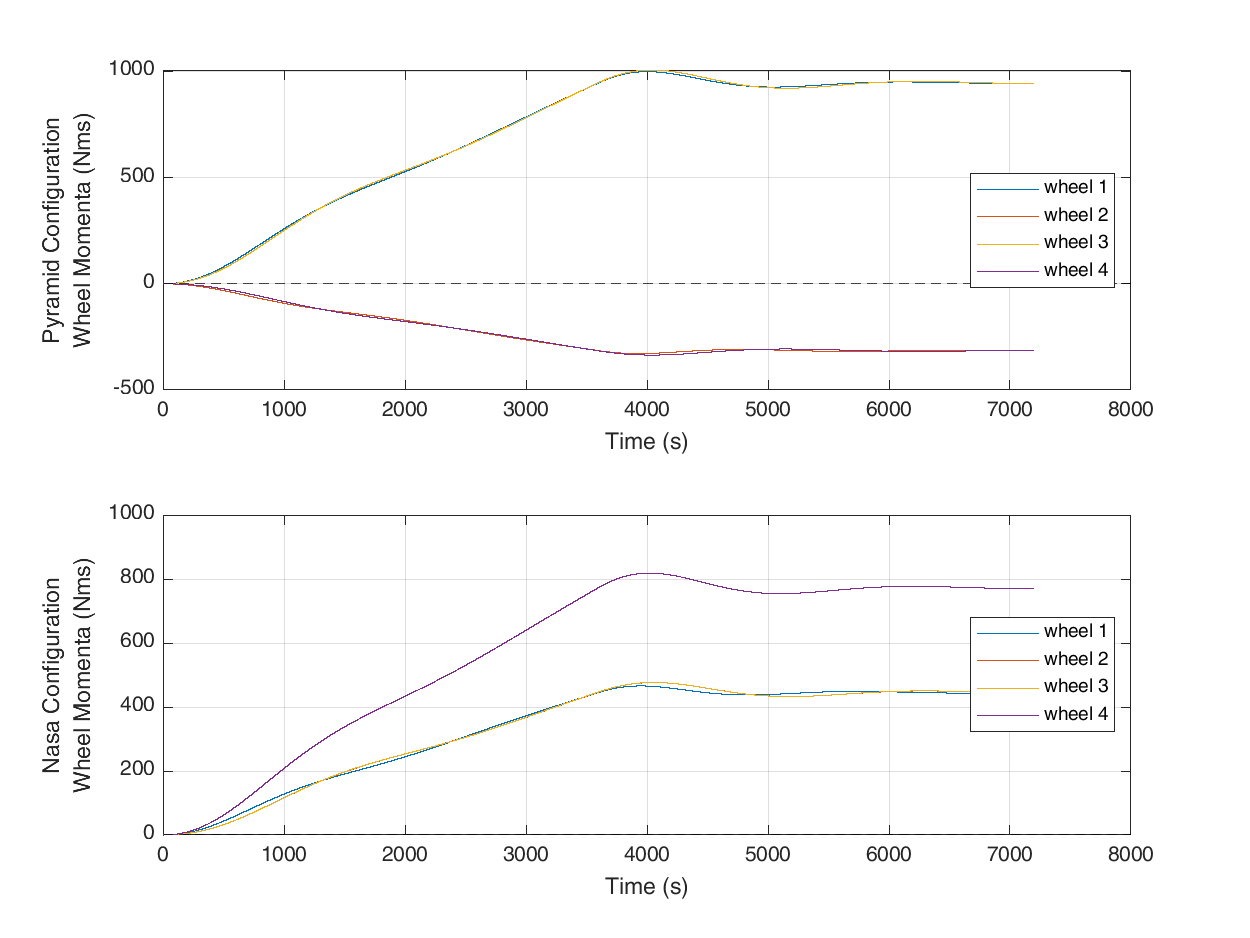 1000
500
0
-500
Pyramid Configuration
Wheel Momenta (Nms)
wheel 1
wheel 2
wheel 3
wheel 4
0 1000 2000 3000 4000 5000 6000 7000 8000
Time (s)
1000
800
600
400
200
0
Nasa Configuration
Wheel Momenta (Nms)
wheel 1
wheel 2
wheel 3
wheel 4
0 1000 2000 3000 4000 5000 6000 7000 8000
Time (s)